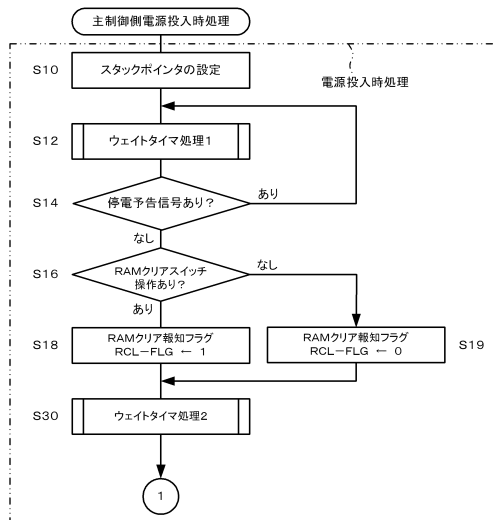 主制御側電源投入時処理
電源投入時処理
S10
スタックポインタの設定
S12
ウェイトタイマ処理1
S14
停電予告信号あり?
あり
なし
S16
RAMクリアスイッチ
操作あり?
なし
あり
S18
RAMクリア報知フラグ
RCL-FLG ← 1
RAMクリア報知フラグ
RCL-FLG ← 0
S19
S30
ウェイトタイマ処理2
1